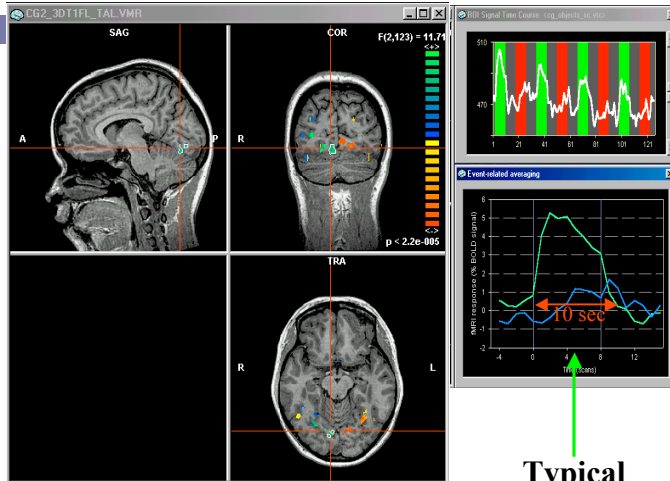 CG2_3DT1FL_TAL.VMR
SAG
A
P
COR
R
F(2,123) = 11.71
<+>
<->
p < 2.2e-005
TRA
R
L
ROI Signal Time Course
510
470
1 21 41 61 81 101 121
Event-related averaging
fMRI response (% BOLD signal)
6
5
4
3
2
1
0
-1
-2
10 sec
-4 0 4 8 12
Time (scans)
Typical